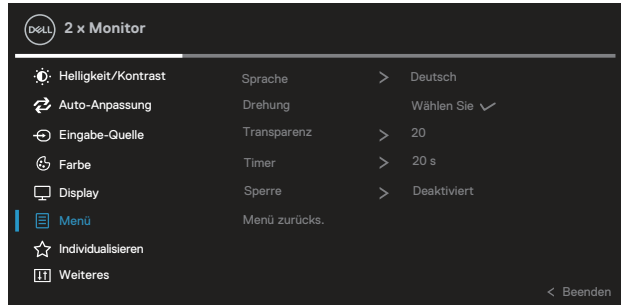 DELL 2 x Monitor
Helligkeit/Kontrast
Auto-Anpassung
Eingabe-Quelle
Farbe
Display
Menü
Individualisieren
Weiteres
Sprache > Deutsch
Drehung Wählen Sie ✓
Transparenz > 20
Timer > 20 s
Sperre > Deaktiviert
Menü zurücks.
< Beenden